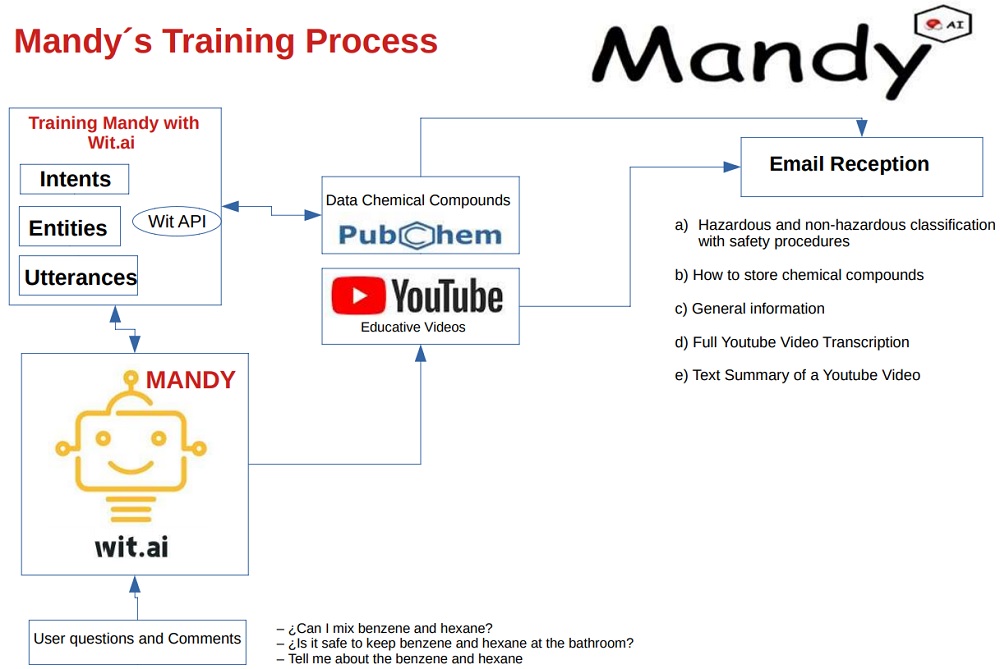 Mandy´s Training Process
Mandy
AI
Training Mandy with
Wit.ai
Intents
Entities
Wit API
Utterances
Data Chemical Compounds
PubChem
YouTube
Educative Videos
Email Reception
a) Hazardous and non-hazardous classification
with safety procedures
b) How to store chemical compounds
c) General information
d) Full Youtube Video Transcription
e) Text Summary of a Youtube Video
MANDY
wit.ai
User questions and Comments
– ¿Can I mix benzene and hexane?
– ¿Is it safe to keep benzene and hexane at the bathroom?
– Tell me about the benzene and hexane